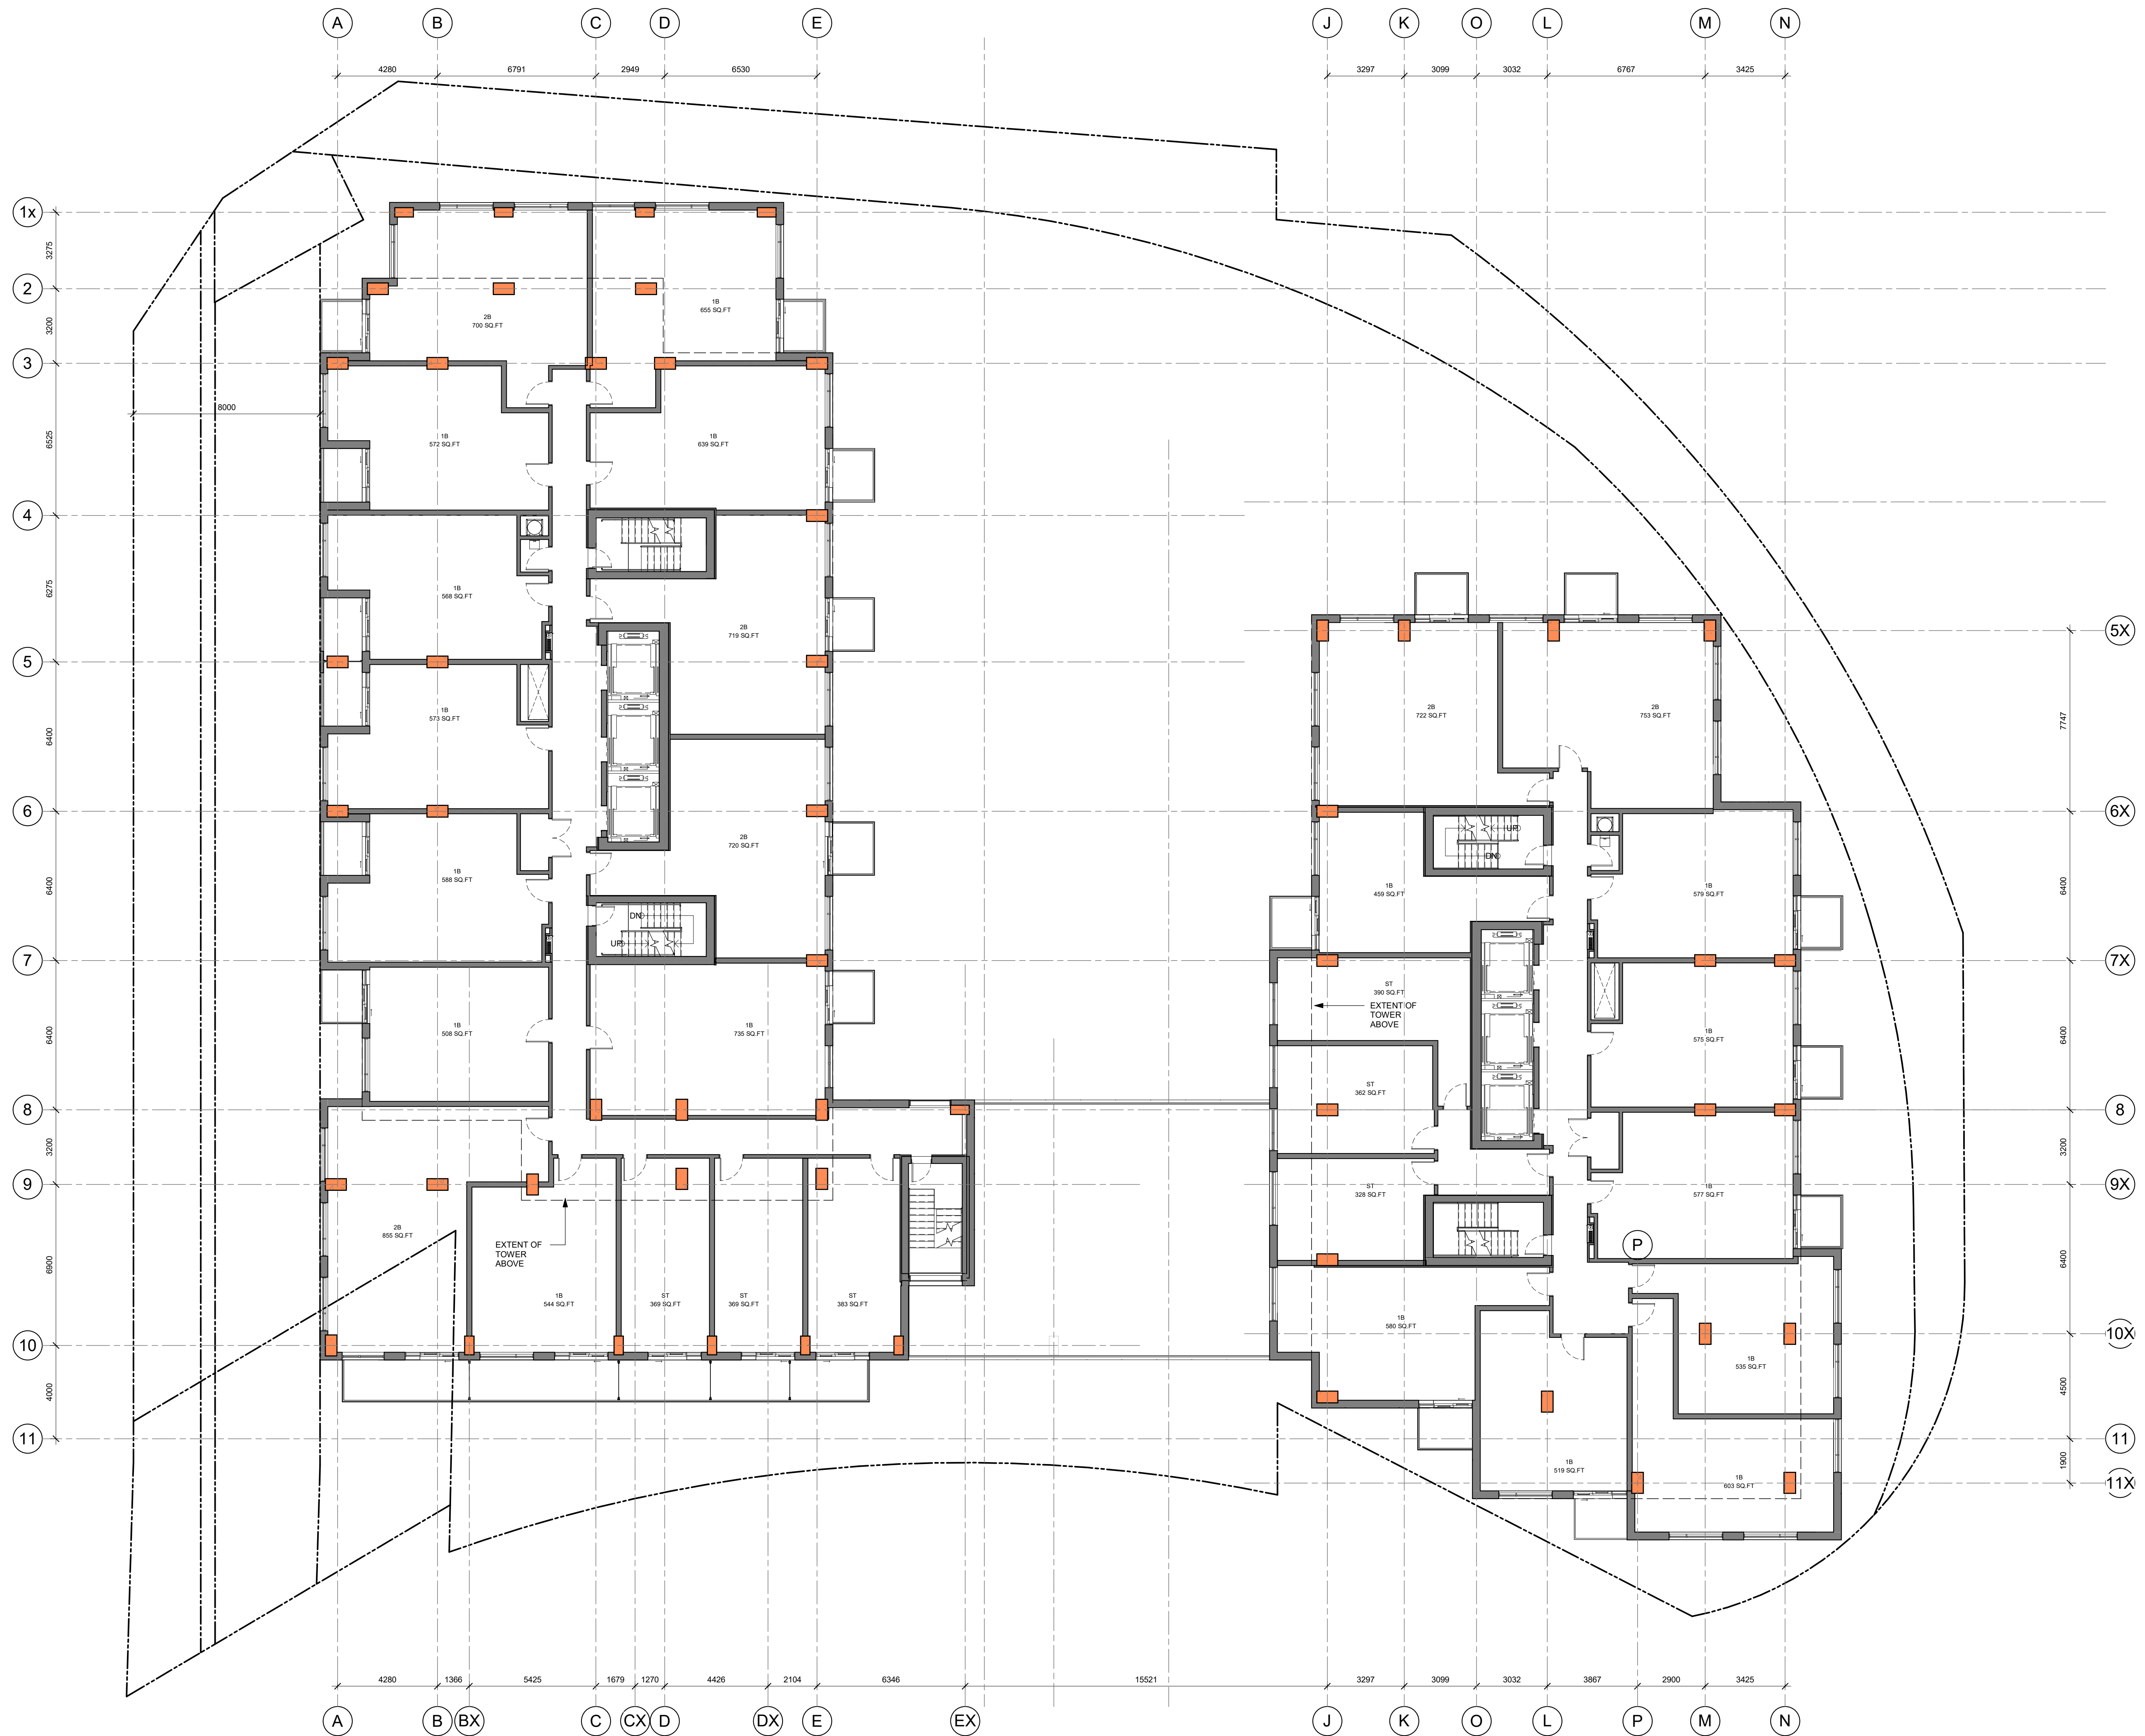 A B C D E J K O L M N
4280 6791 2949 6530 3297 3099 3032 6767 3425
1x
3275
2
3200
1B
655 SQ.FT
2B
700 SQ.FT
3
8000
6525
1B
572 SQ.FT
1B
639 SQ.FT
4
6275
1B
568 SQ.FT
2B
719 SQ.FT
5X
5
6400
1B
573 SQ.FT
2B
722 SQ.FT
2B
753 SQ.FT
7747
6
6X
UP
DN
6400
1B
588 SQ.FT
2B
720 SQ.FT
1B
459 SQ.FT
1B
579 SQ.FT
6400
DN
UP
7
7X
ST
390 SQ.FT
EXTENT OF
TOWER
ABOVE
6400
1B
508 SQ.FT
1B
735 SQ.FT
1B
575 SQ.FT
6400
ST
362 SQ.FT
8
8
3200
3200
9
9X
ST
328 SQ.FT
1B
577 SQ.FT
2B
855 SQ.FT
P
EXTENT OF
TOWER
ABOVE
6900
6400
1B
544 SQ.FT
ST
369 SQ.FT
ST
369 SQ.FT
ST
383 SQ.FT
1B
580 SQ.FT
10
10X
1B
535 SQ.FT
4000
4500
11
11
1900
1B
519 SQ.FT
1B
603 SQ.FT
11X
4280 1366 5425 1679 1270 4426 2104 6346 15521 3297 3099 3032 3867 2900 3425
A B BX C CX D DX E EX J K O L P M N